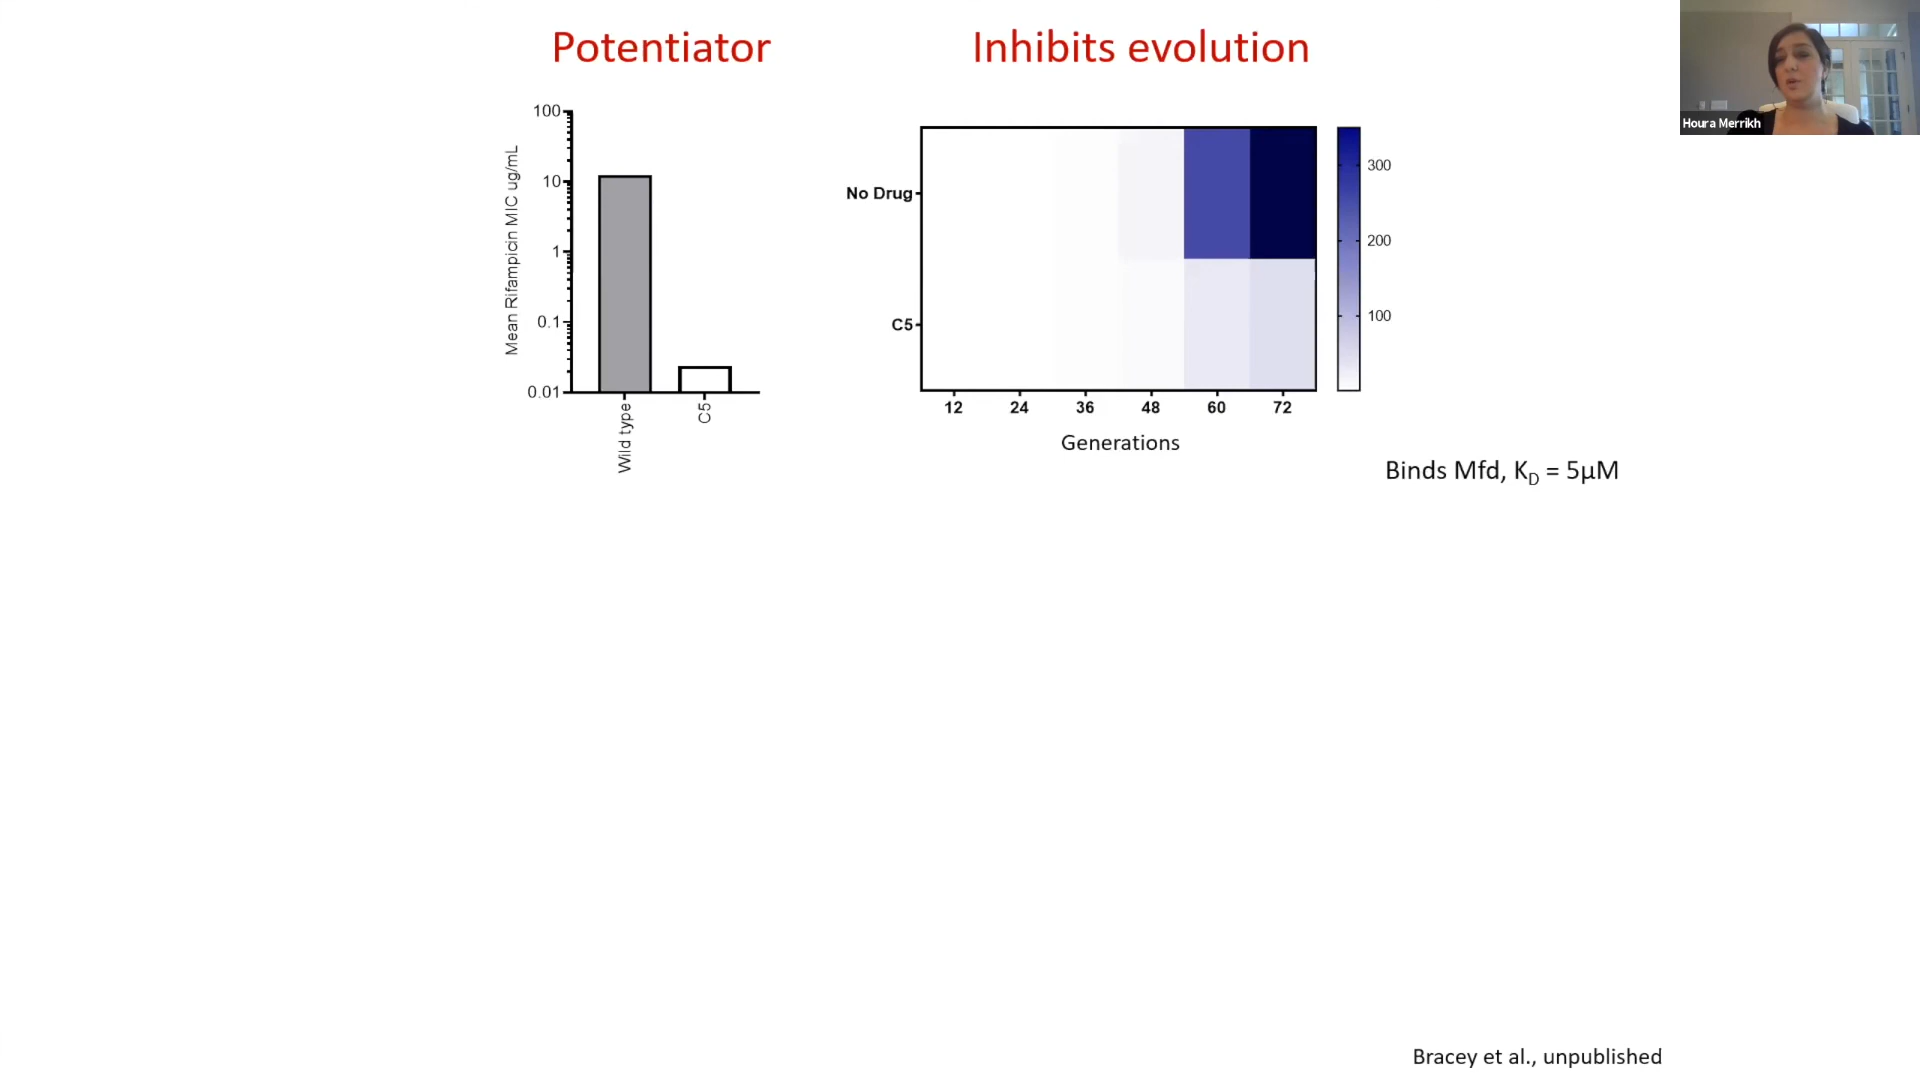 Potentiator
Inhibits evolution
Houra Merrikh
Mean Rifampicin MIC ug/mL
100
10
1
0.1
0.01
Wild type
C5
No Drug
C5
12 24 36 48 60 72
Generations
300
200
100
Binds Mfd, KD = 5µM
Bracey et al., unpublished